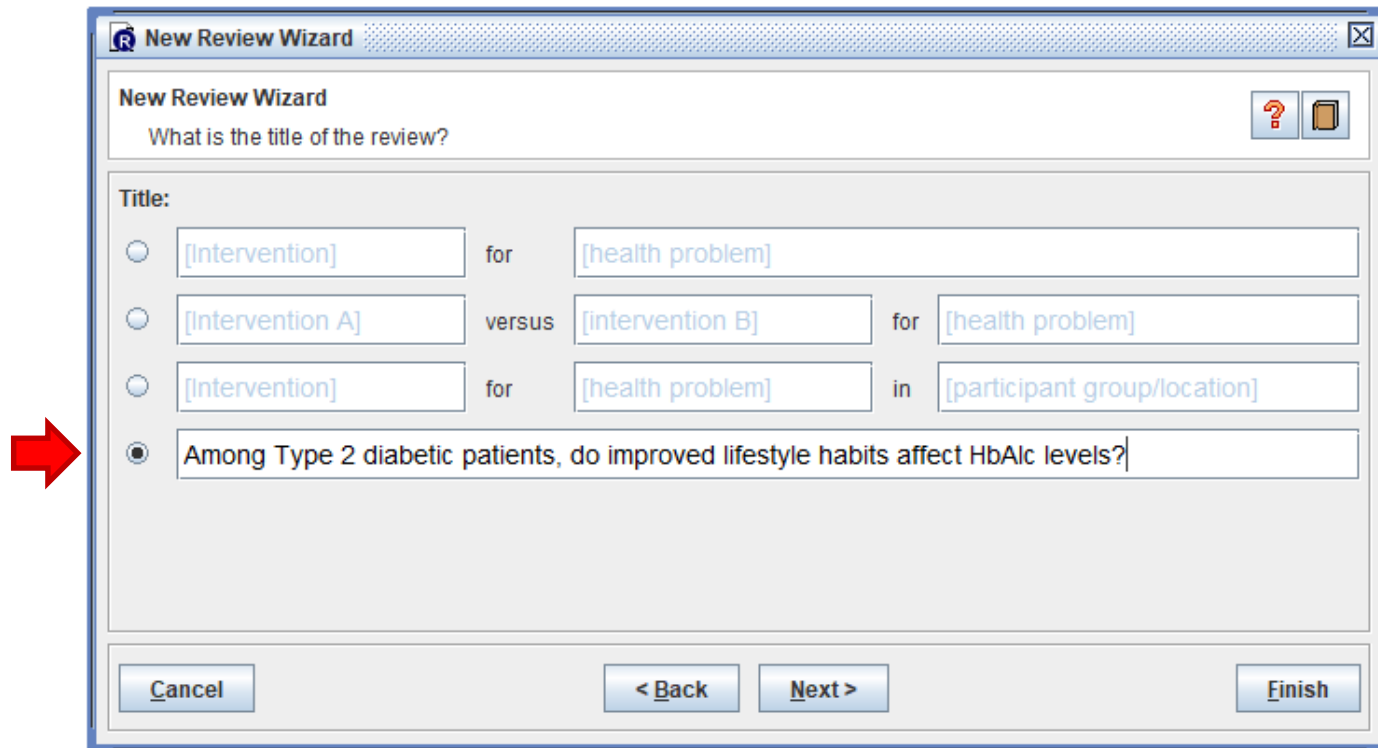 New Review Wizard
New Review Wizard
What is the title of the review?
Title:
[Intervention] for [health problem]
[Intervention A] versus [intervention B] for [health problem]
[Intervention] for [health problem] in [participant group/location]
Among Type 2 diabetic patients, do improved lifestyle habits affect HbAlc levels?
Cancel < Back Next > Finish